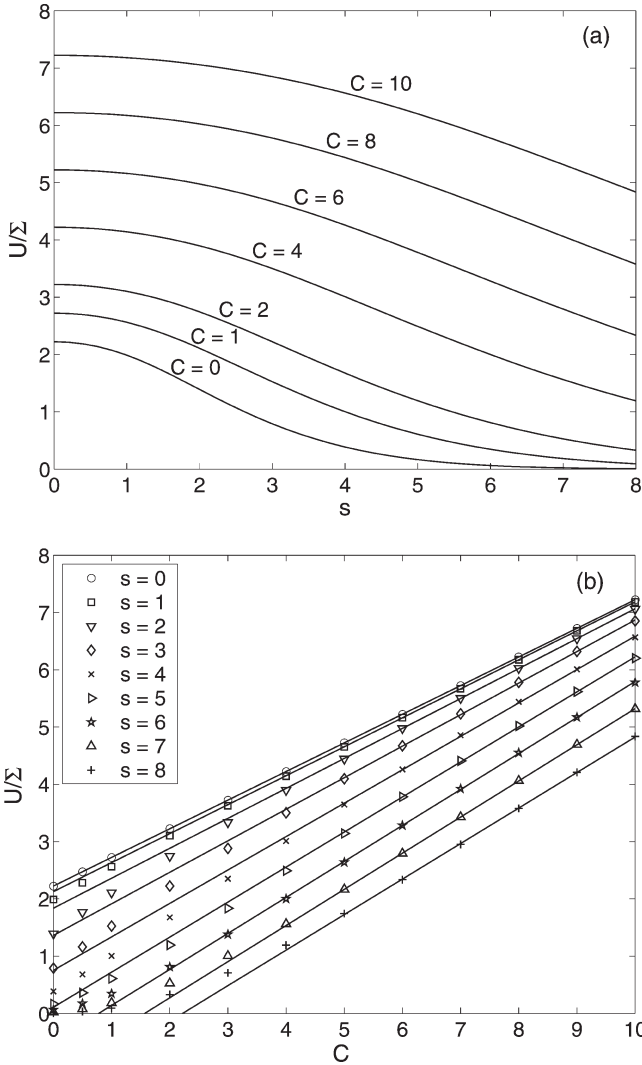 8
(a)
7
C = 10
6
C = 8
5
C = 6
U/Σ
4
C = 4
3
C = 2
C = 1
2
C = 0
1
0
0 1 2 3 4 5 6 7 8
s
8
(b)
s = 0
s = 1
7
s = 2
s = 3
6
s = 4
s = 5
5
s = 6
s = 7
U/Σ
4
s = 8
3
2
1
0
0 1 2 3 4 5 6 7 8 9 10
C